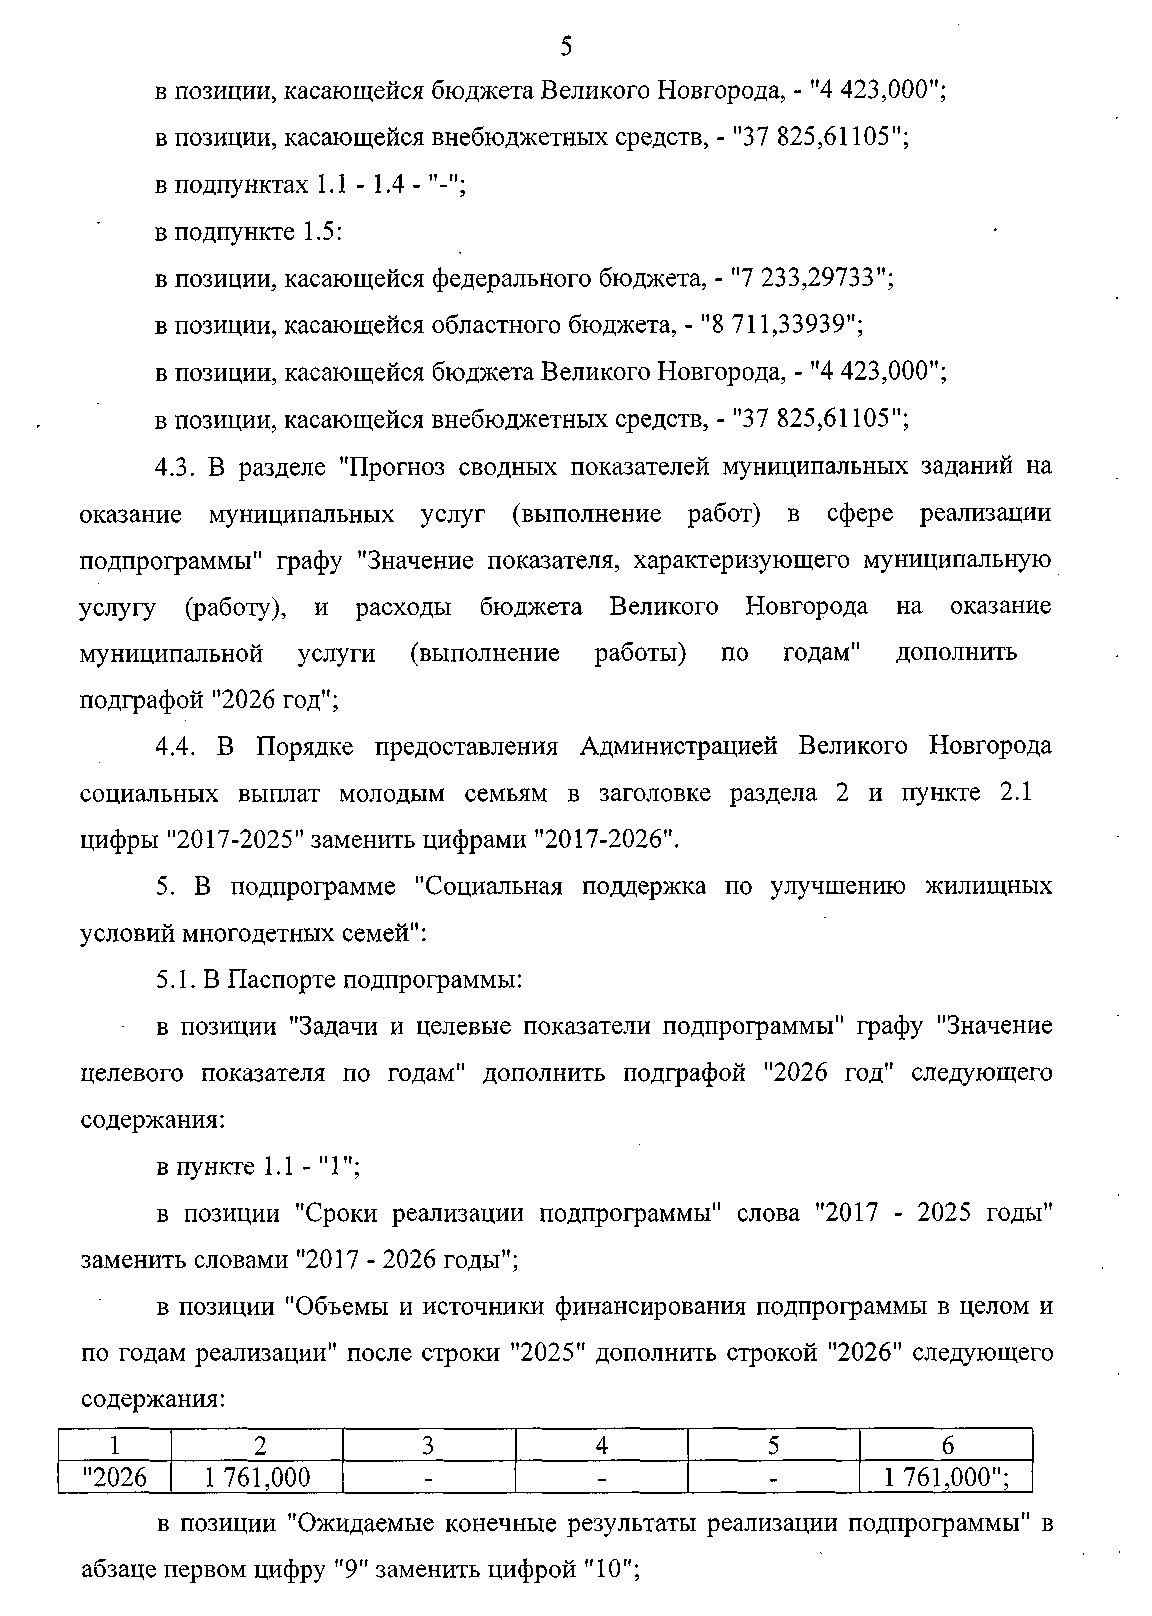 5
в позиции, касающейся бюджета Великого Новгорода, - "4 423,000";
в позиции, касающейся внебюджетных средств, - "37 825,61105";
в подпунктах 1.1 - 1.4 - "-";
в подпункте 1.5:
в позиции, касающейся федерального бюджета, - "7 233,29733";
в позиции, касающейся областного бюджета, - "8 711,33939";
в позиции, касающейся бюджета Великого Новгорода, - "4 423,000";
в позиции, касающейся внебюджетных средств, - "37 825,61105";
4.3. В разделе "Прогноз сводных показателей муниципальных заданий на
оказание муниципальных услуг (выполнение работ) в сфере реализации
подпрограммы" графу "Значение показателя, характеризующего муниципальную
услугу (работу), и расходы бюджета Великого Новгорода на оказание
муниципальной услуги (выполнение работы) по годам" дополнить
подграфой "2026 год";
4.4. В Порядке предоставления Администрацией Великого Новгорода
социальных выплат молодым семьям в заголовке раздела 2 и пункте 2.1
цифры "2017-2025" заменить цифрами "2017-2026".
5. В подпрограмме "Социальная поддержка по улучшению жилищных
условий многодетных семей":
5.1. В Паспорте подпрограммы:
в позиции "Задачи и целевые показатели подпрограммы" графу "Значение
целевого показателя по годам" дополнить подграфой "2026 год" следующего
содержания:
в пункте 1.1 - "1";
в позиции "Сроки реализации подпрограммы" слова "2017 - 2025 годы"
заменить словами "2017 - 2026 годы";
в позиции "Объемы и источники финансирования подпрограммы в целом и
по годам реализации" после строки "2025" дополнить строкой "2026" следующего
содержания:
1 2 3 4 5 6
"2026 1 761,000 - - - 1 761,000";
в позиции "Ожидаемые конечные результаты реализации подпрограммы" в
абзаце первом цифру "9" заменить цифрой "10";